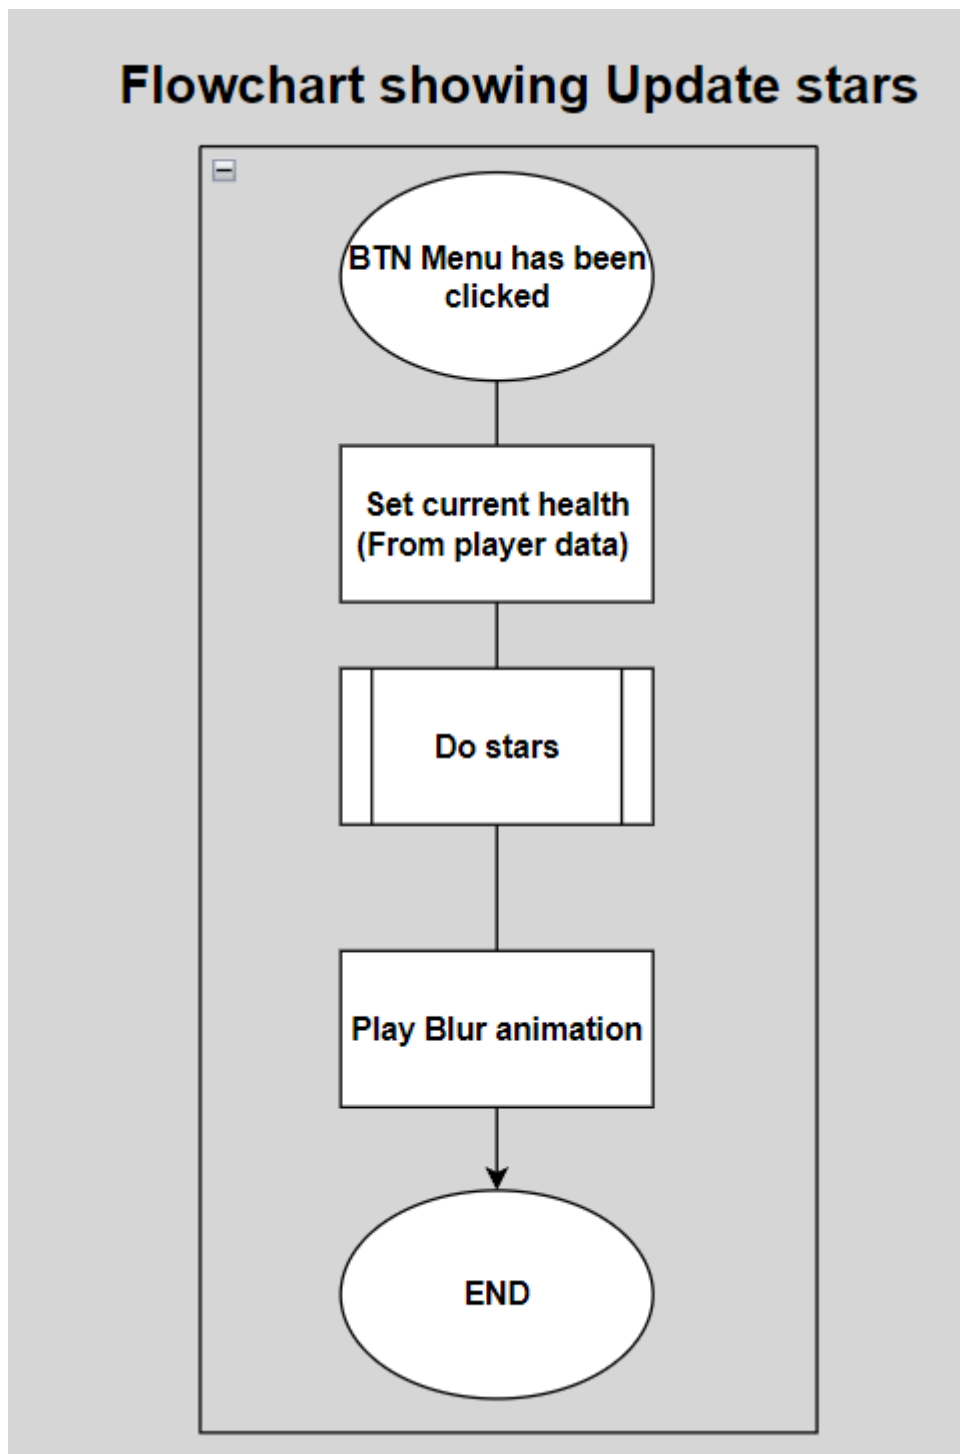 Flowchart showing Update stars
BTN Menu has been
clicked
Set current health
(From player data)
Do stars
Play Blur animation
END